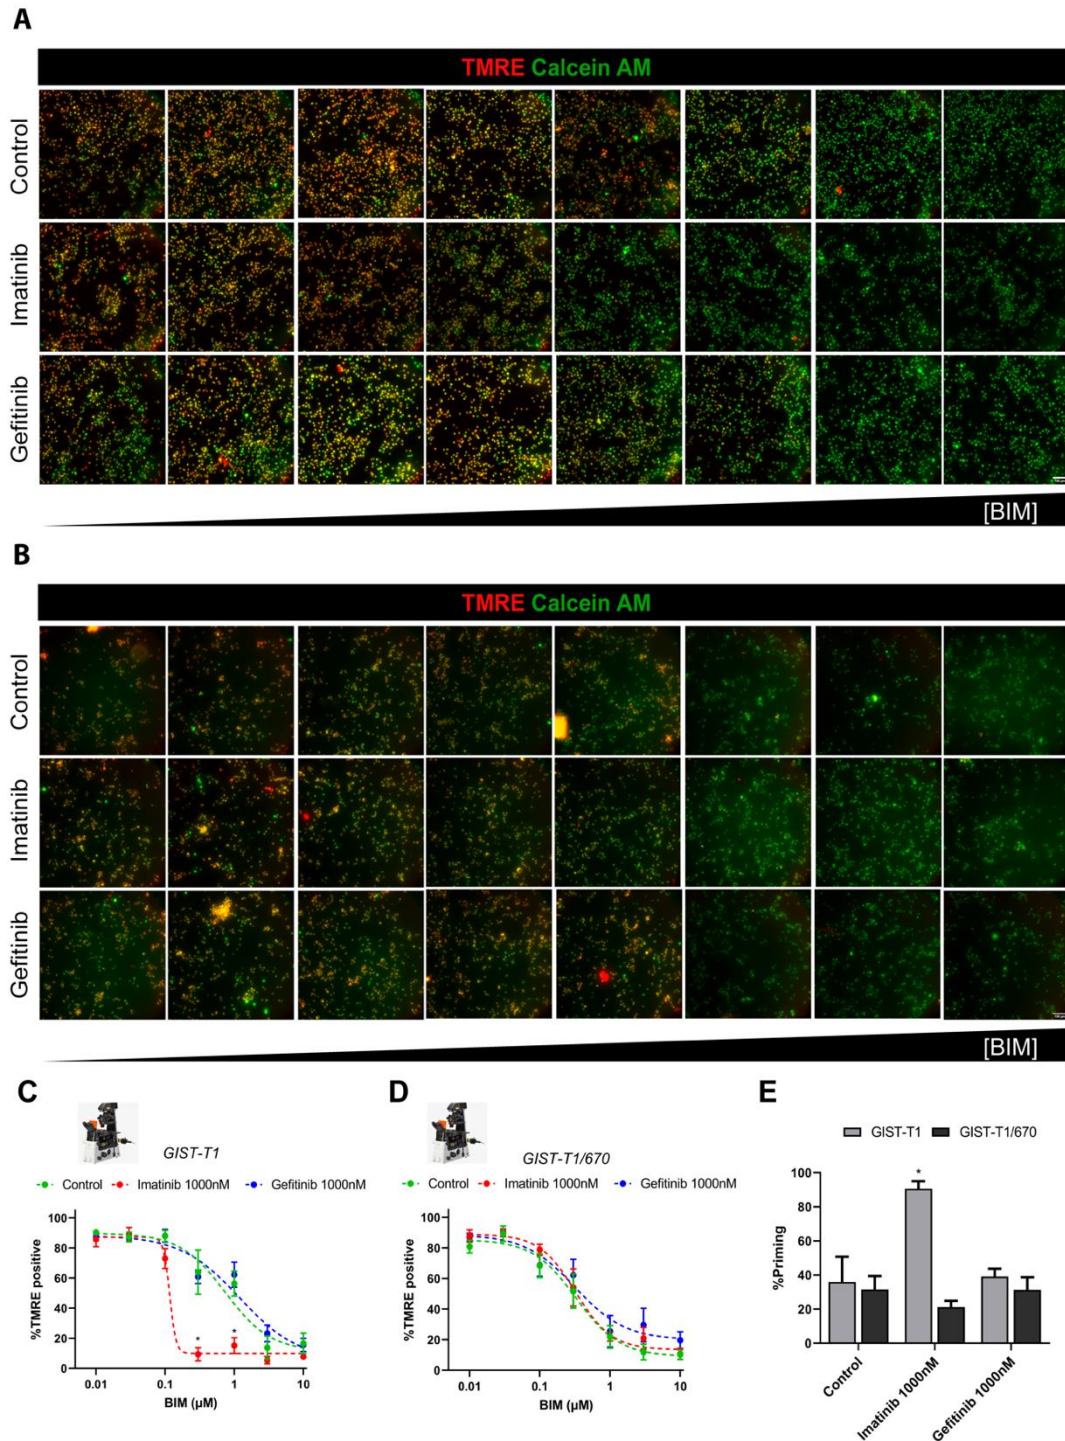 A
TMRE Calcein AM
Control
Imatinib
Gefitinib
[BIM]
B
TMRE Calcein AM
Control
Imatinib
Gefitinib
[BIM]
C
GIST-T1
Control Imatinib 1000nM Gefitinib 1000nM
%TMRE positive
100
80
60
40
20
0
* *
0.01 0.1 1 10
BIM (µM)
D
GIST-T1/670
Control Imatinib 1000nM Gefitinib 1000nM
%TMRE positive
100
80
60
40
20
0
0.01 0.1 1 10
BIM (µM)
E
GIST-T1 GIST-T1/670
%Priming
100
80
60
40
20
0
*
Control
Imatinib 1000nM
Gefitinib 1000nM